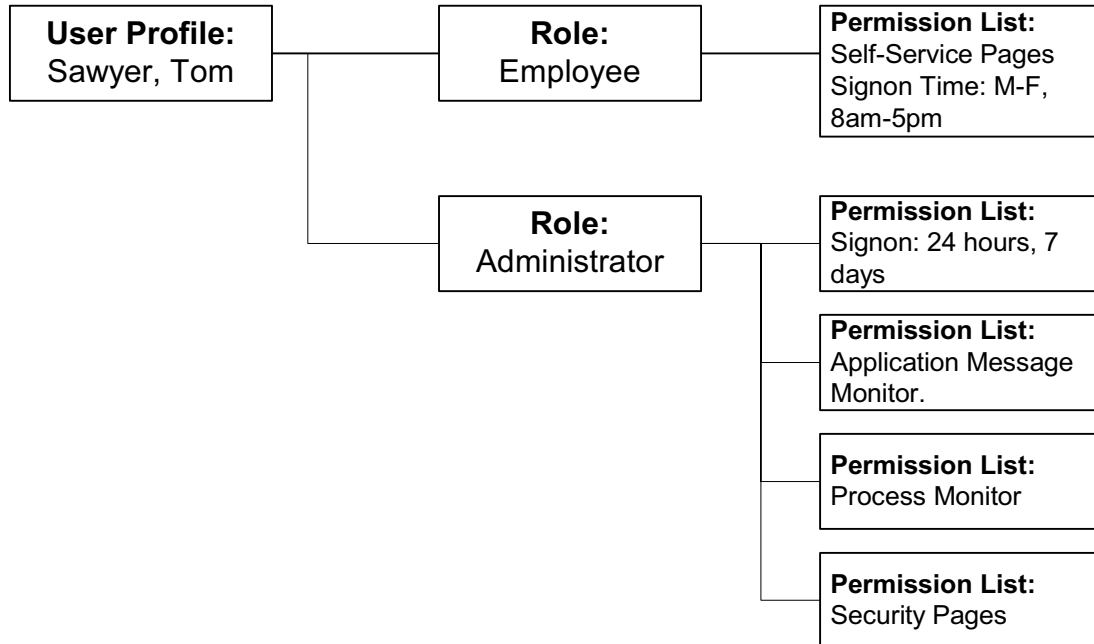 User Profile:
Sawyer, Tom
Role:
Employee
Permission List:
Self-Service Pages
Signon Time: M-F,
8am-5pm
Role:
Administrator
Permission List:
Signon: 24 hours, 7
days
Permission List:
Application Message
Monitor.
Permission List:
Process Monitor
Permission List:
Security Pages